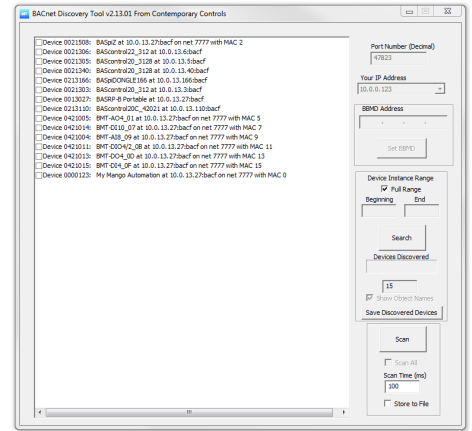 BACnet Discovery Tool v2.13.01 From Contemporary Controls
Device 0021508: BASpiZ at 10.0.13.27:bacf on net 7777 with MAC 2
Device 0021306: BAScontrol22_312 at 10.0.13.6:bacf
Device 0021305: BAScontrol20_3128 at 10.0.13.5:bacf
Device 0021340: BAScontrol20_3128 at 10.0.13.40:bacf
Device 0213166: BASpiDONGLE166 at 10.0.13.166:bacf
Device 0021303: BAScontrol20_312 at 10.0.13.3:bacf
Device 0013027: BASRP-B Portable at 10.0.13.27:bacf
Device 0213110: BAScontrol20C_42021 at 10.0.13.110:bacf
Device 0421005: BMT-AO4_01 at 10.0.13.27:bacf on net 7777 with MAC 5
Device 0421007: BMT-DI10_07 at 10.0.13.27:bacf on net 7777 with MAC 7
Device 0421004: BMT-AI8_09 at 10.0.13.27:bacf on net 7777 with MAC 9
Device 0421011: BMT-DIO4/2_0B at 10.0.13.27:bacf on net 7777 with MAC 11
Device 0421013: BMT-DO4_0D at 10.0.13.27:bacf on net 7777 with MAC 13
Device 0421015: BMT-DI4_0F at 10.0.13.27:bacf on net 7777 with MAC 15
Device 0000123: My Mango Automation at 10.0.13.27:bacf on net 7777 with MAC 0
Port Number (Decimal)
47823
Your IP Address
10.0.0.123
BBMD Address
Set BBMD
Device Instance Range
Full Range
Beginning End
Search
Devices Discovered
15
Show Object Names
Save Discovered Devices
Scan
Scan All
Scan Time (ms)
100
Store to File